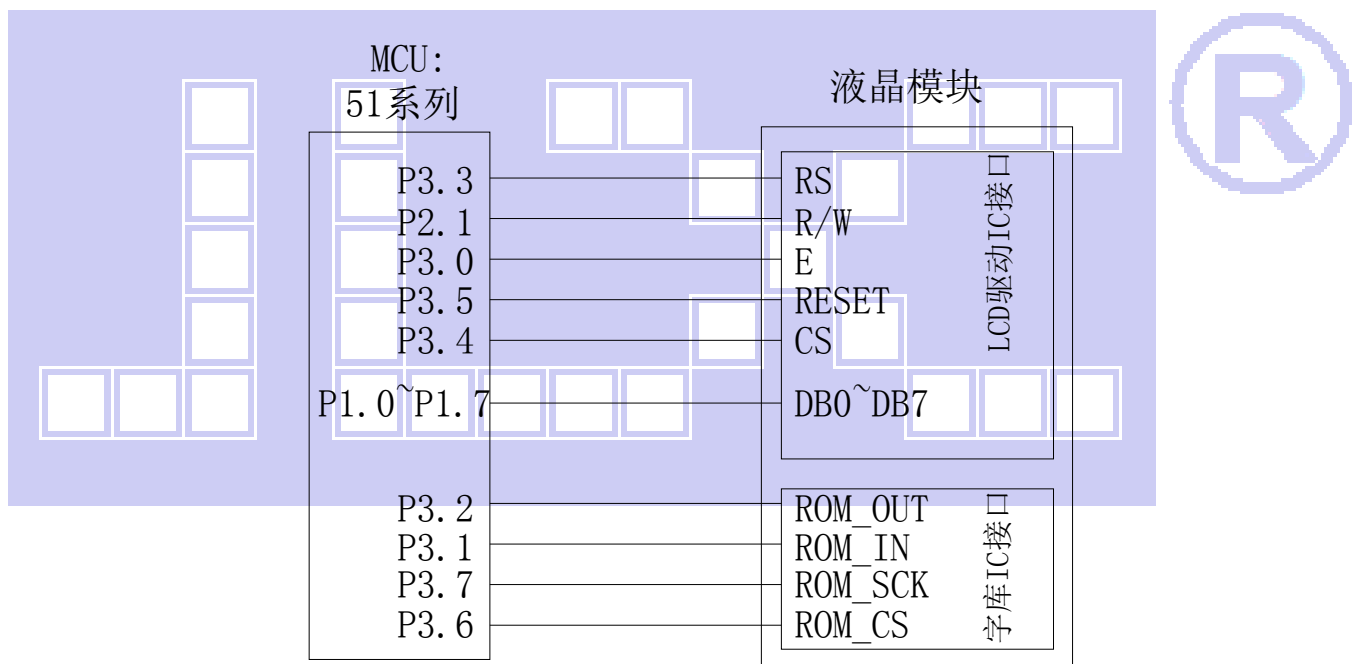 MCU:
51系列
液晶模块
P3.3 RS
P2.1 R/W
P3.0 E
P3.5 RESET
P3.4 CS
P1.0~P1.7 DB0~DB7
LCD驱动IC接口
P3.2 ROM_OUT
P3.1 ROM_IN
P3.7 ROM_SCK
P3.6 ROM_CS
字库IC接口
JLX
®